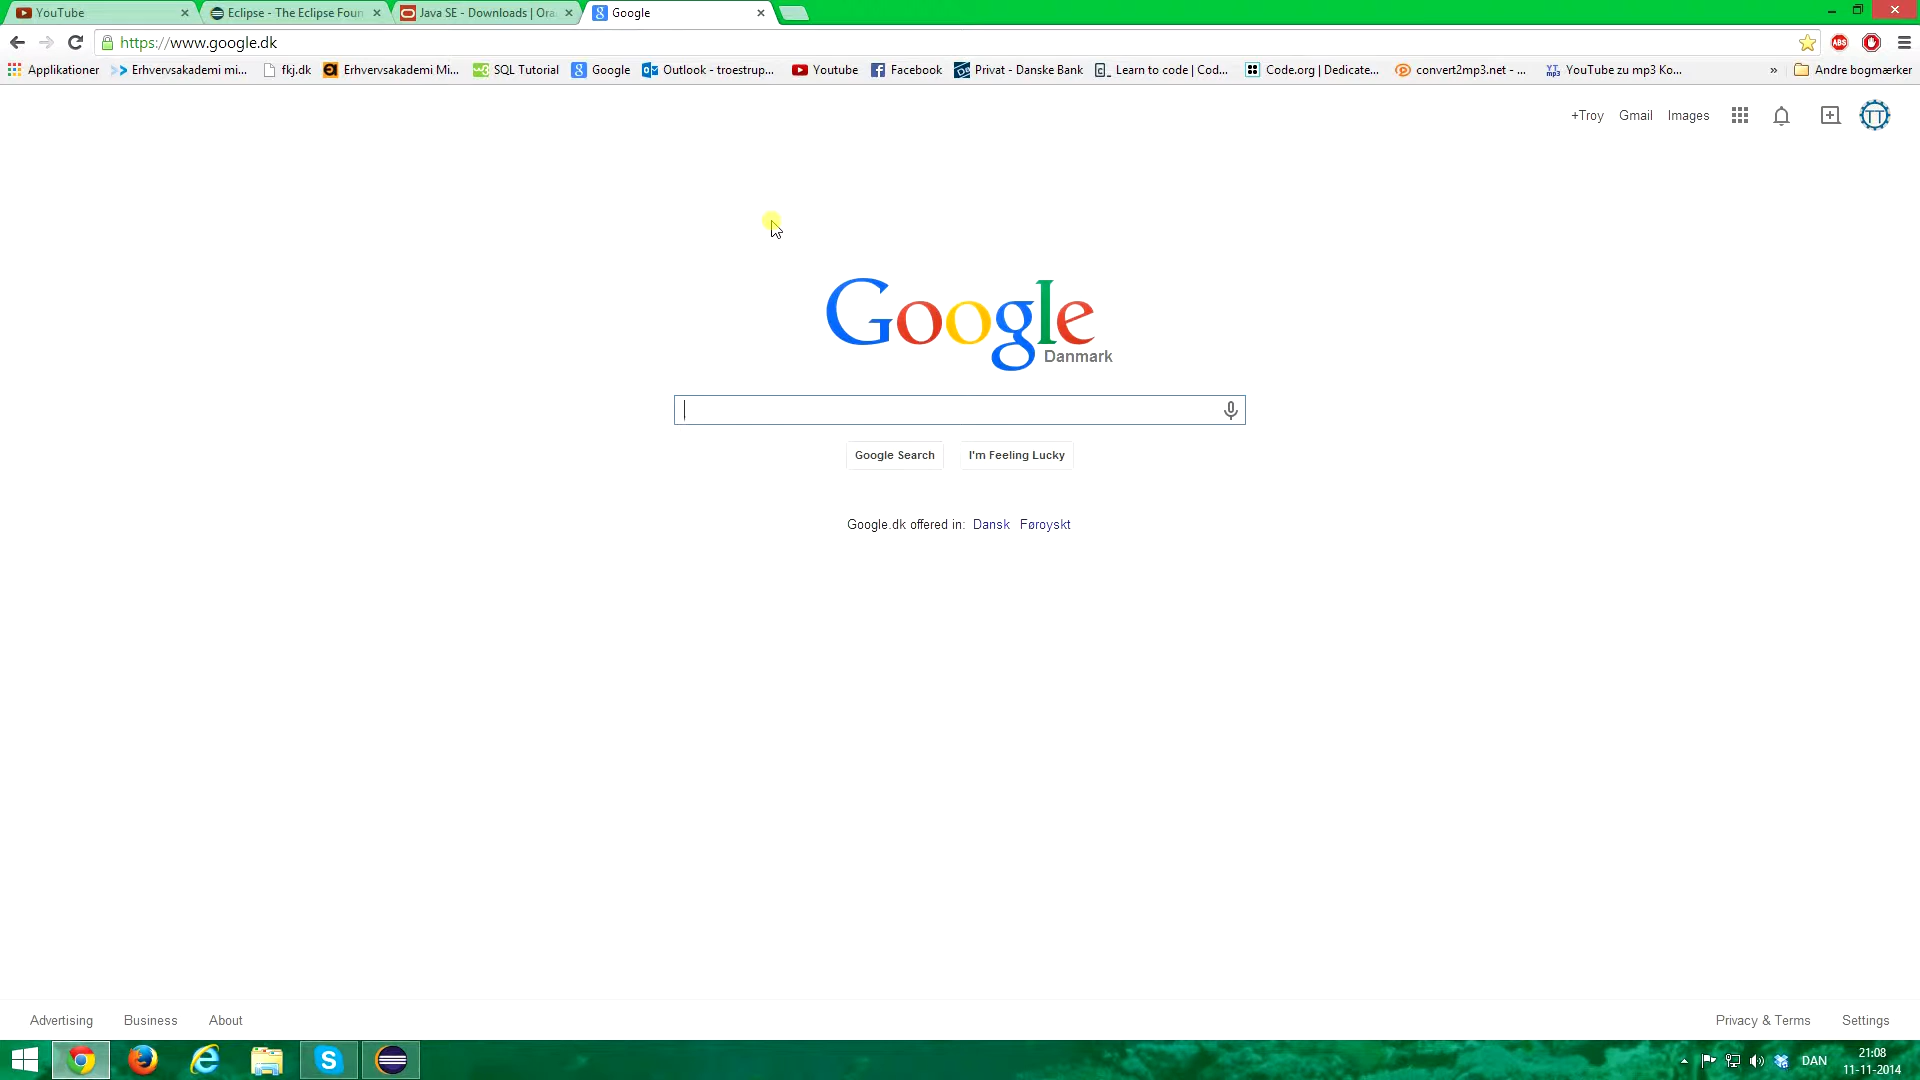 YouTube
Eclipse - The Eclipse Foun
Java SE - Downloads | Ora
Google
https://www.google.dk
ABS
Applikationer
Erhvervsakademi mi...
fkj.dk
Erhvervsakademi Mi...
SQL Tutorial
Google
Outlook - troestrup...
Youtube
Facebook
Privat - Danske Bank
Learn to code | Cod...
Code.org | Dedicate...
convert2mp3.net - ...
YouTube zu mp3 Ko...
»
Andre bogmærker
+Troy
Gmail
Images
TT
Google
Danmark
Google Search
I'm Feeling Lucky
Google.dk offered in: Dansk Føroyskt
Advertising
Business
About
Privacy & Terms
Settings
DAN
21:08
11-11-2014